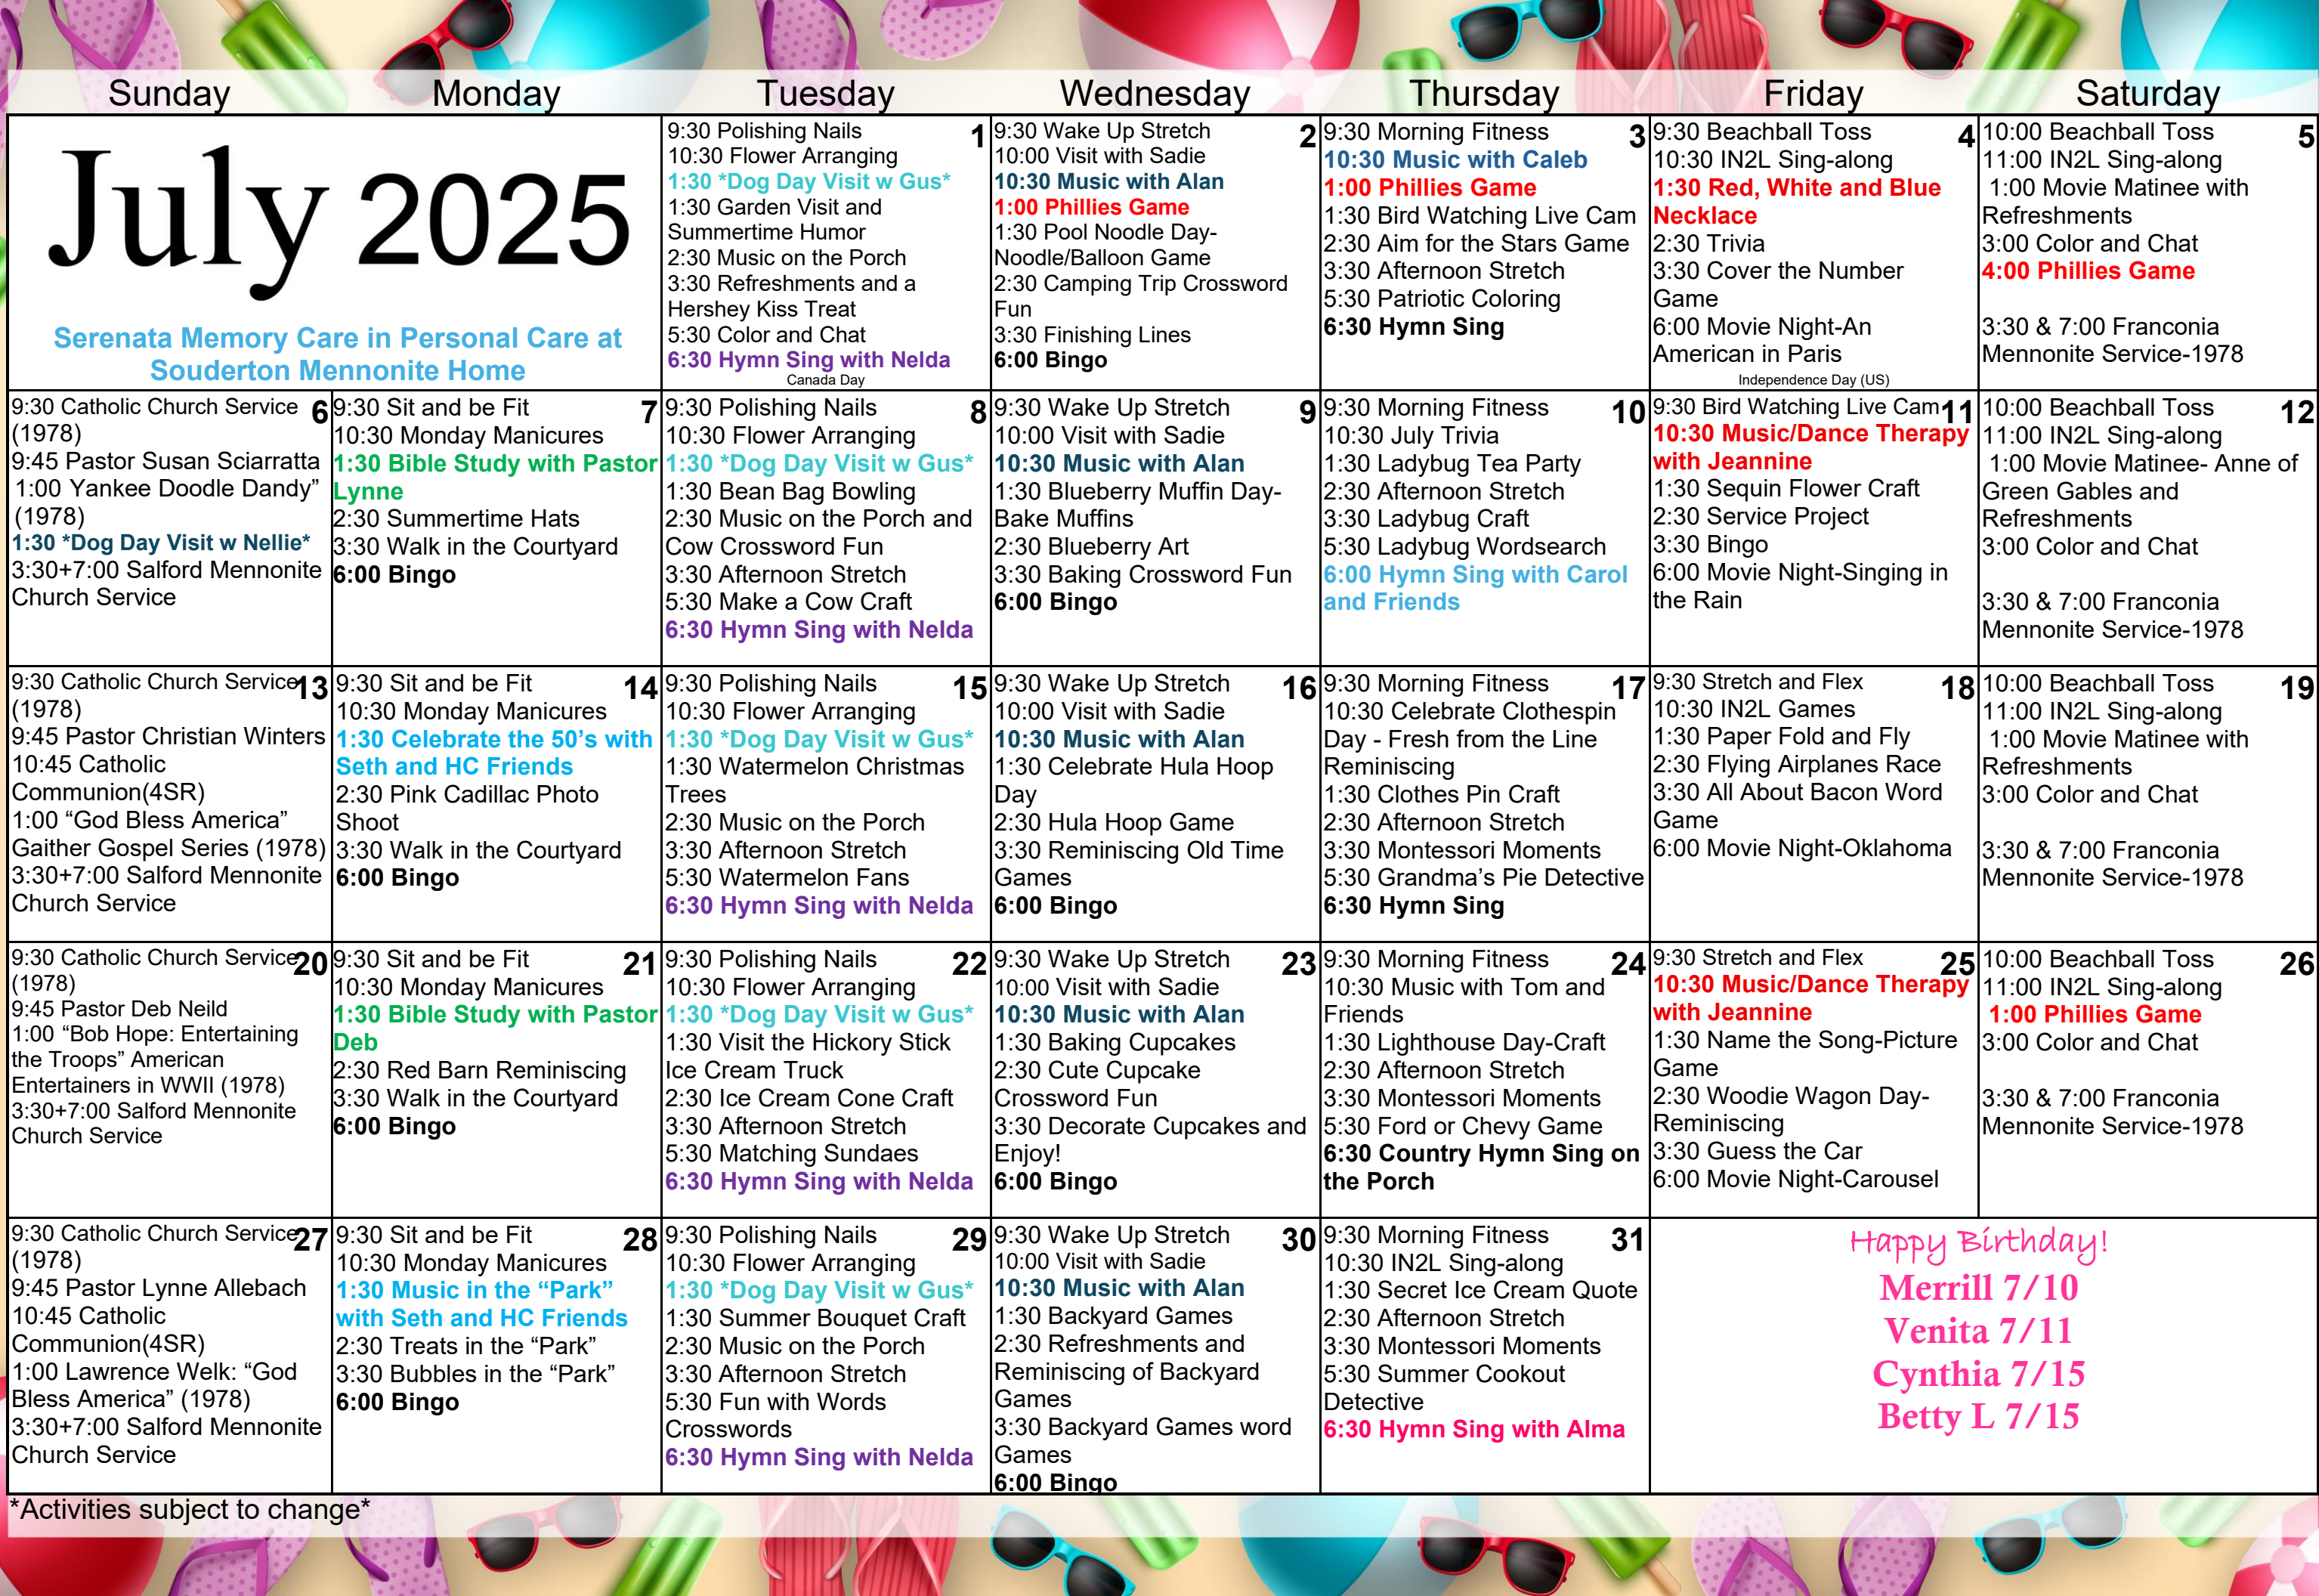 Sunday Monday Tuesday Wednesday Thursday Friday Saturday
July 2025
Serenata Memory Care in Personal Care at
Souderton Mennonite Home
1
9:30 Polishing Nails
10:30 Flower Arranging
1:30 *Dog Day Visit w Gus*
1:30 Garden Visit and
Summertime Humor
2:30 Music on the Porch
3:30 Refreshments and a
Hershey Kiss Treat
5:30 Color and Chat
6:30 Hymn Sing with Nelda
Canada Day
2
9:30 Wake Up Stretch
10:00 Visit with Sadie
10:30 Music with Alan
1:00 Phillies Game
1:30 Pool Noodle Day-
Noodle/Balloon Game
2:30 Camping Trip Crossword
Fun
3:30 Finishing Lines
6:00 Bingo
3
9:30 Morning Fitness
10:30 Music with Caleb
1:00 Phillies Game
1:30 Bird Watching Live Cam
2:30 Aim for the Stars Game
3:30 Afternoon Stretch
5:30 Patriotic Coloring
6:30 Hymn Sing
4
9:30 Beachball Toss
10:30 IN2L Sing-along
1:30 Red, White and Blue
Necklace
2:30 Trivia
3:30 Cover the Number
Game
6:00 Movie Night-An
American in Paris
Independence Day (US)
5
10:00 Beachball Toss
11:00 IN2L Sing-along
1:00 Movie Matinee with
Refreshments
3:00 Color and Chat
4:00 Phillies Game
3:30 & 7:00 Franconia
Mennonite Service-1978
6
9:30 Catholic Church Service
(1978)
9:45 Pastor Susan Sciarratta
1:00 Yankee Doodle Dandy”
(1978)
1:30 *Dog Day Visit w Nellie*
3:30+7:00 Salford Mennonite
Church Service
7
9:30 Sit and be Fit
10:30 Monday Manicures
1:30 Bible Study with Pastor
Lynne
2:30 Summertime Hats
3:30 Walk in the Courtyard
6:00 Bingo
8
9:30 Polishing Nails
10:30 Flower Arranging
1:30 *Dog Day Visit w Gus*
1:30 Bean Bag Bowling
2:30 Music on the Porch and
Cow Crossword Fun
3:30 Afternoon Stretch
5:30 Make a Cow Craft
6:30 Hymn Sing with Nelda
9
9:30 Wake Up Stretch
10:00 Visit with Sadie
10:30 Music with Alan
1:30 Blueberry Muffin Day-
Bake Muffins
2:30 Blueberry Art
3:30 Baking Crossword Fun
6:00 Bingo
10
9:30 Morning Fitness
10:30 July Trivia
1:30 Ladybug Tea Party
2:30 Afternoon Stretch
3:30 Ladybug Craft
5:30 Ladybug Wordsearch
6:00 Hymn Sing with Carol
and Friends
11
9:30 Bird Watching Live Cam
10:30 Music/Dance Therapy
with Jeannine
1:30 Sequin Flower Craft
2:30 Service Project
3:30 Bingo
6:00 Movie Night-Singing in
the Rain
12
10:00 Beachball Toss
11:00 IN2L Sing-along
1:00 Movie Matinee- Anne of
Green Gables and
Refreshments
3:00 Color and Chat
3:30 & 7:00 Franconia
Mennonite Service-1978
13
9:30 Catholic Church Service
(1978)
9:45 Pastor Christian Winters
10:45 Catholic
Communion(4SR)
1:00 “God Bless America”
Gaither Gospel Series (1978)
3:30+7:00 Salford Mennonite
Church Service
14
9:30 Sit and be Fit
10:30 Monday Manicures
1:30 Celebrate the 50’s with
Seth and HC Friends
2:30 Pink Cadillac Photo
Shoot
3:30 Walk in the Courtyard
6:00 Bingo
15
9:30 Polishing Nails
10:30 Flower Arranging
1:30 *Dog Day Visit w Gus*
1:30 Watermelon Christmas
Trees
2:30 Music on the Porch
3:30 Afternoon Stretch
5:30 Watermelon Fans
6:30 Hymn Sing with Nelda
16
9:30 Wake Up Stretch
10:00 Visit with Sadie
10:30 Music with Alan
1:30 Celebrate Hula Hoop
Day
2:30 Hula Hoop Game
3:30 Reminiscing Old Time
Games
6:00 Bingo
17
9:30 Morning Fitness
10:30 Celebrate Clothespin
Day - Fresh from the Line
Reminiscing
1:30 Clothes Pin Craft
2:30 Afternoon Stretch
3:30 Montessori Moments
5:30 Grandma’s Pie Detective
6:30 Hymn Sing
18
9:30 Stretch and Flex
10:30 IN2L Games
1:30 Paper Fold and Fly
2:30 Flying Airplanes Race
3:30 All About Bacon Word
Game
6:00 Movie Night-Oklahoma
19
10:00 Beachball Toss
11:00 IN2L Sing-along
1:00 Movie Matinee with
Refreshments
3:00 Color and Chat
3:30 & 7:00 Franconia
Mennonite Service-1978
20
9:30 Catholic Church Service
(1978)
9:45 Pastor Deb Neild
1:00 “Bob Hope: Entertaining
the Troops” American
Entertainers in WWII (1978)
3:30+7:00 Salford Mennonite
Church Service
21
9:30 Sit and be Fit
10:30 Monday Manicures
1:30 Bible Study with Pastor
Deb
2:30 Red Barn Reminiscing
3:30 Walk in the Courtyard
6:00 Bingo
22
9:30 Polishing Nails
10:30 Flower Arranging
1:30 *Dog Day Visit w Gus*
1:30 Visit the Hickory Stick
Ice Cream Truck
2:30 Ice Cream Cone Craft
3:30 Afternoon Stretch
5:30 Matching Sundaes
6:30 Hymn Sing with Nelda
23
9:30 Wake Up Stretch
10:00 Visit with Sadie
10:30 Music with Alan
1:30 Baking Cupcakes
2:30 Cute Cupcake
Crossword Fun
3:30 Decorate Cupcakes and
Enjoy!
6:00 Bingo
24
9:30 Morning Fitness
10:30 Music with Tom and
Friends
1:30 Lighthouse Day-Craft
2:30 Afternoon Stretch
3:30 Montessori Moments
5:30 Ford or Chevy Game
6:30 Country Hymn Sing on
the Porch
25
9:30 Stretch and Flex
10:30 Music/Dance Therapy
with Jeannine
1:30 Name the Song-Picture
Game
2:30 Woodie Wagon Day-
Reminiscing
3:30 Guess the Car
6:00 Movie Night-Carousel
26
10:00 Beachball Toss
11:00 IN2L Sing-along
1:00 Phillies Game
3:00 Color and Chat
3:30 & 7:00 Franconia
Mennonite Service-1978
27
9:30 Catholic Church Service
(1978)
9:45 Pastor Lynne Allebach
10:45 Catholic
Communion(4SR)
1:00 Lawrence Welk: “God
Bless America” (1978)
3:30+7:00 Salford Mennonite
Church Service
28
9:30 Sit and be Fit
10:30 Monday Manicures
1:30 Music in the “Park”
with Seth and HC Friends
2:30 Treats in the “Park”
3:30 Bubbles in the “Park”
6:00 Bingo
29
9:30 Polishing Nails
10:30 Flower Arranging
1:30 *Dog Day Visit w Gus*
1:30 Summer Bouquet Craft
2:30 Music on the Porch
3:30 Afternoon Stretch
5:30 Fun with Words
Crosswords
6:30 Hymn Sing with Nelda
30
9:30 Wake Up Stretch
10:00 Visit with Sadie
10:30 Music with Alan
1:30 Backyard Games
2:30 Refreshments and
Reminiscing of Backyard
Games
3:30 Backyard Games word
Games
6:00 Bingo
31
9:30 Morning Fitness
10:30 IN2L Sing-along
1:30 Secret Ice Cream Quote
2:30 Afternoon Stretch
3:30 Montessori Moments
5:30 Summer Cookout
Detective
6:30 Hymn Sing with Alma
Happy Birthday!
Merrill 7/10
Venita 7/11
Cynthia 7/15
Betty L 7/15
*Activities subject to change*